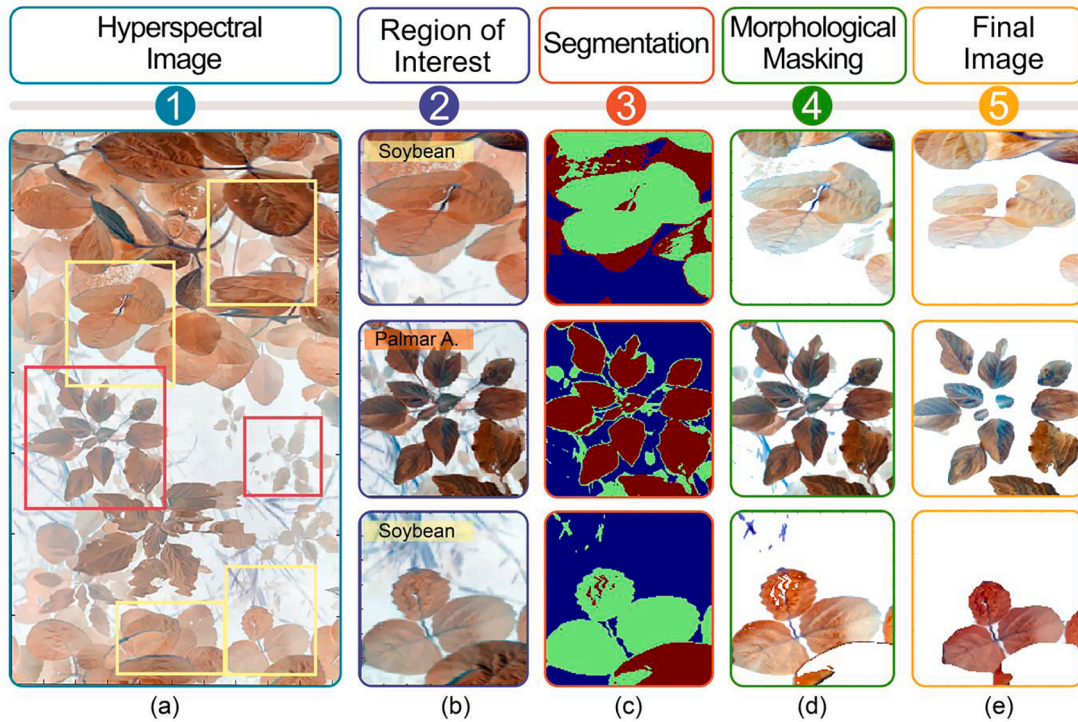 Hyperspectral
Image
Region of
Interest
Segmentation
Morphological
Masking
Final
Image
1
2
3
4
5
Soybean
Palmar A.
Soybean
(a)
(b)
(c)
(d)
(e)